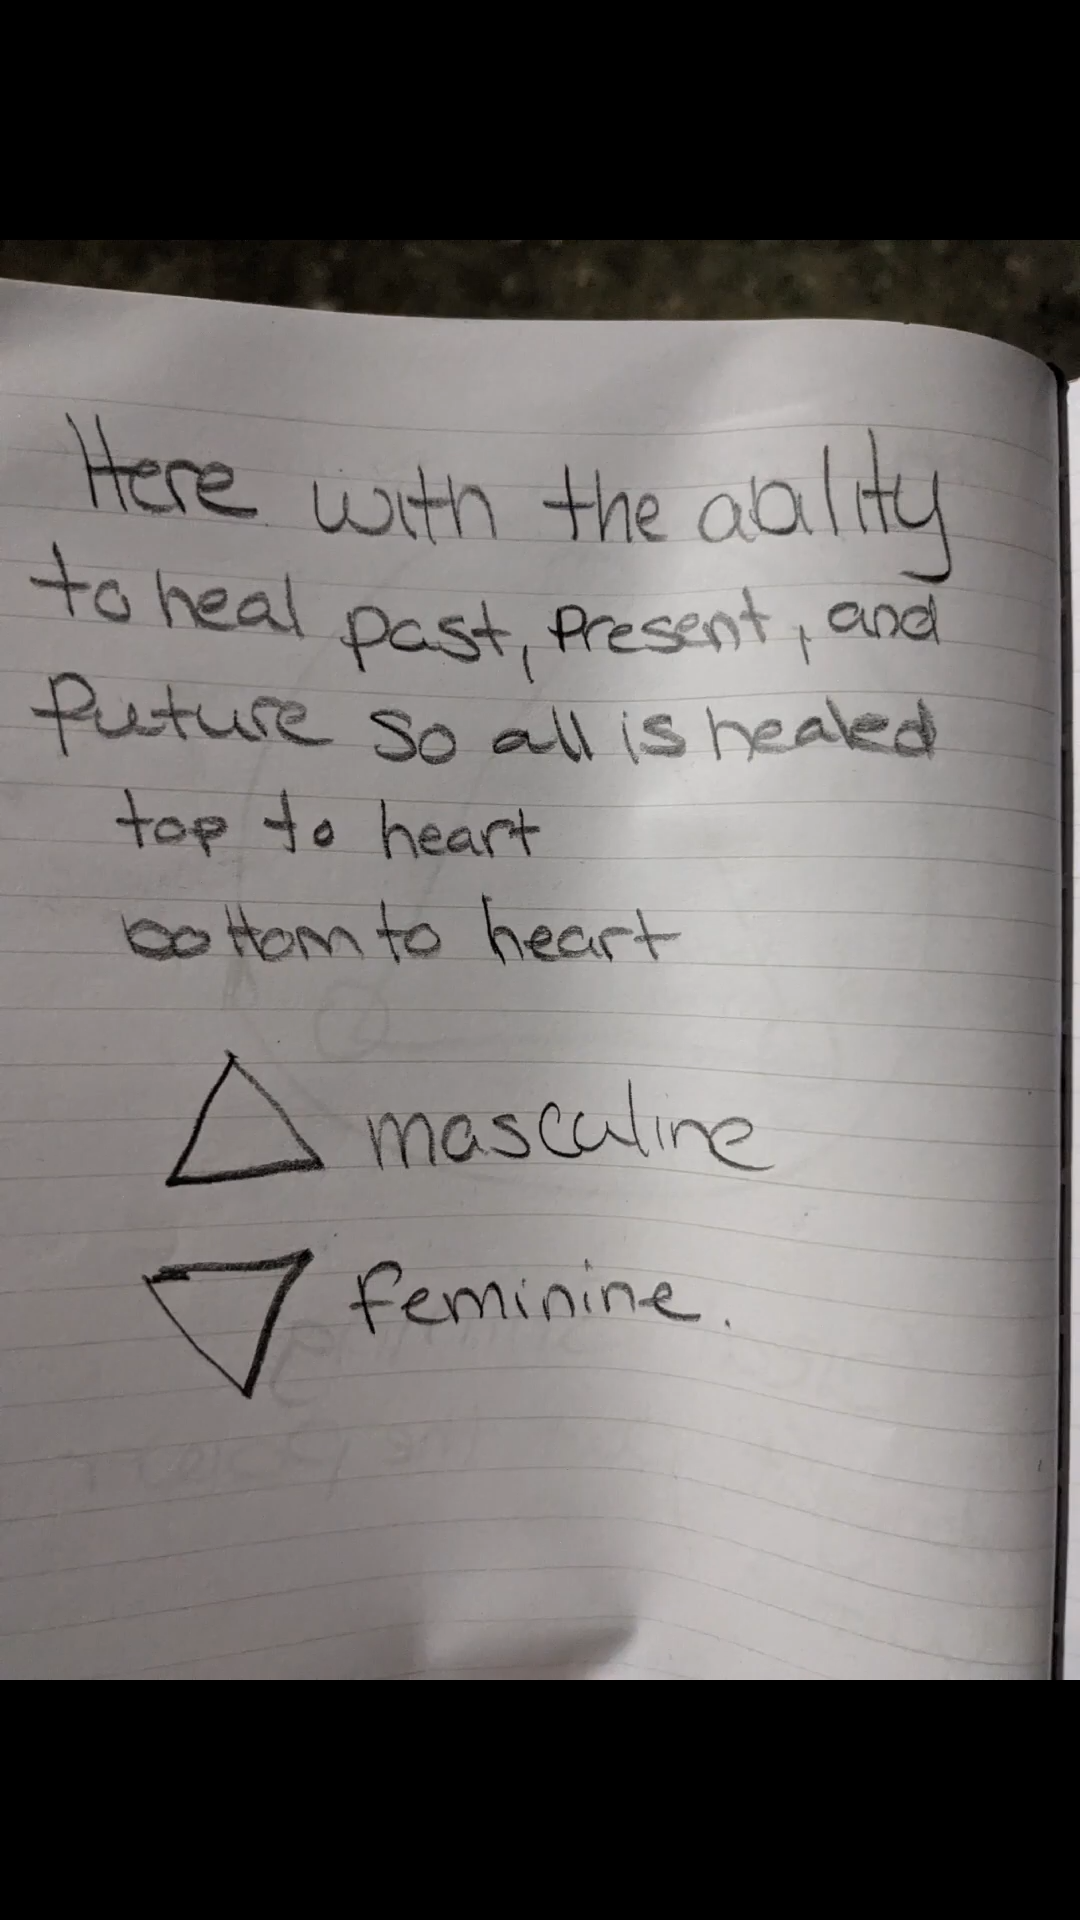 Here with the ability
to heal past, present, and
future so all is healed
top to heart
bottom to heart
masculine
feminine.